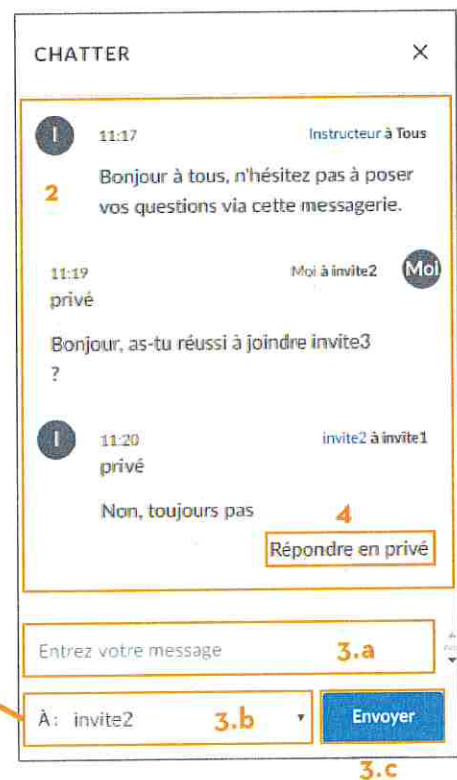 CHATTER ×
I 11:17 Instructeur à Tous
2
Bonjour à tous, n'hésitez pas à poser
vos questions via cette messagerie.
11:19 Moi à invite2 Moi
privé
Bonjour, as-tu réussi à joindre invite3
?
I 11:20 invite2 à invite1
privé
Non, toujours pas
4
Répondre en privé
Entrez votre message 3.a
À : invite2 3.b Envoyer
3.c